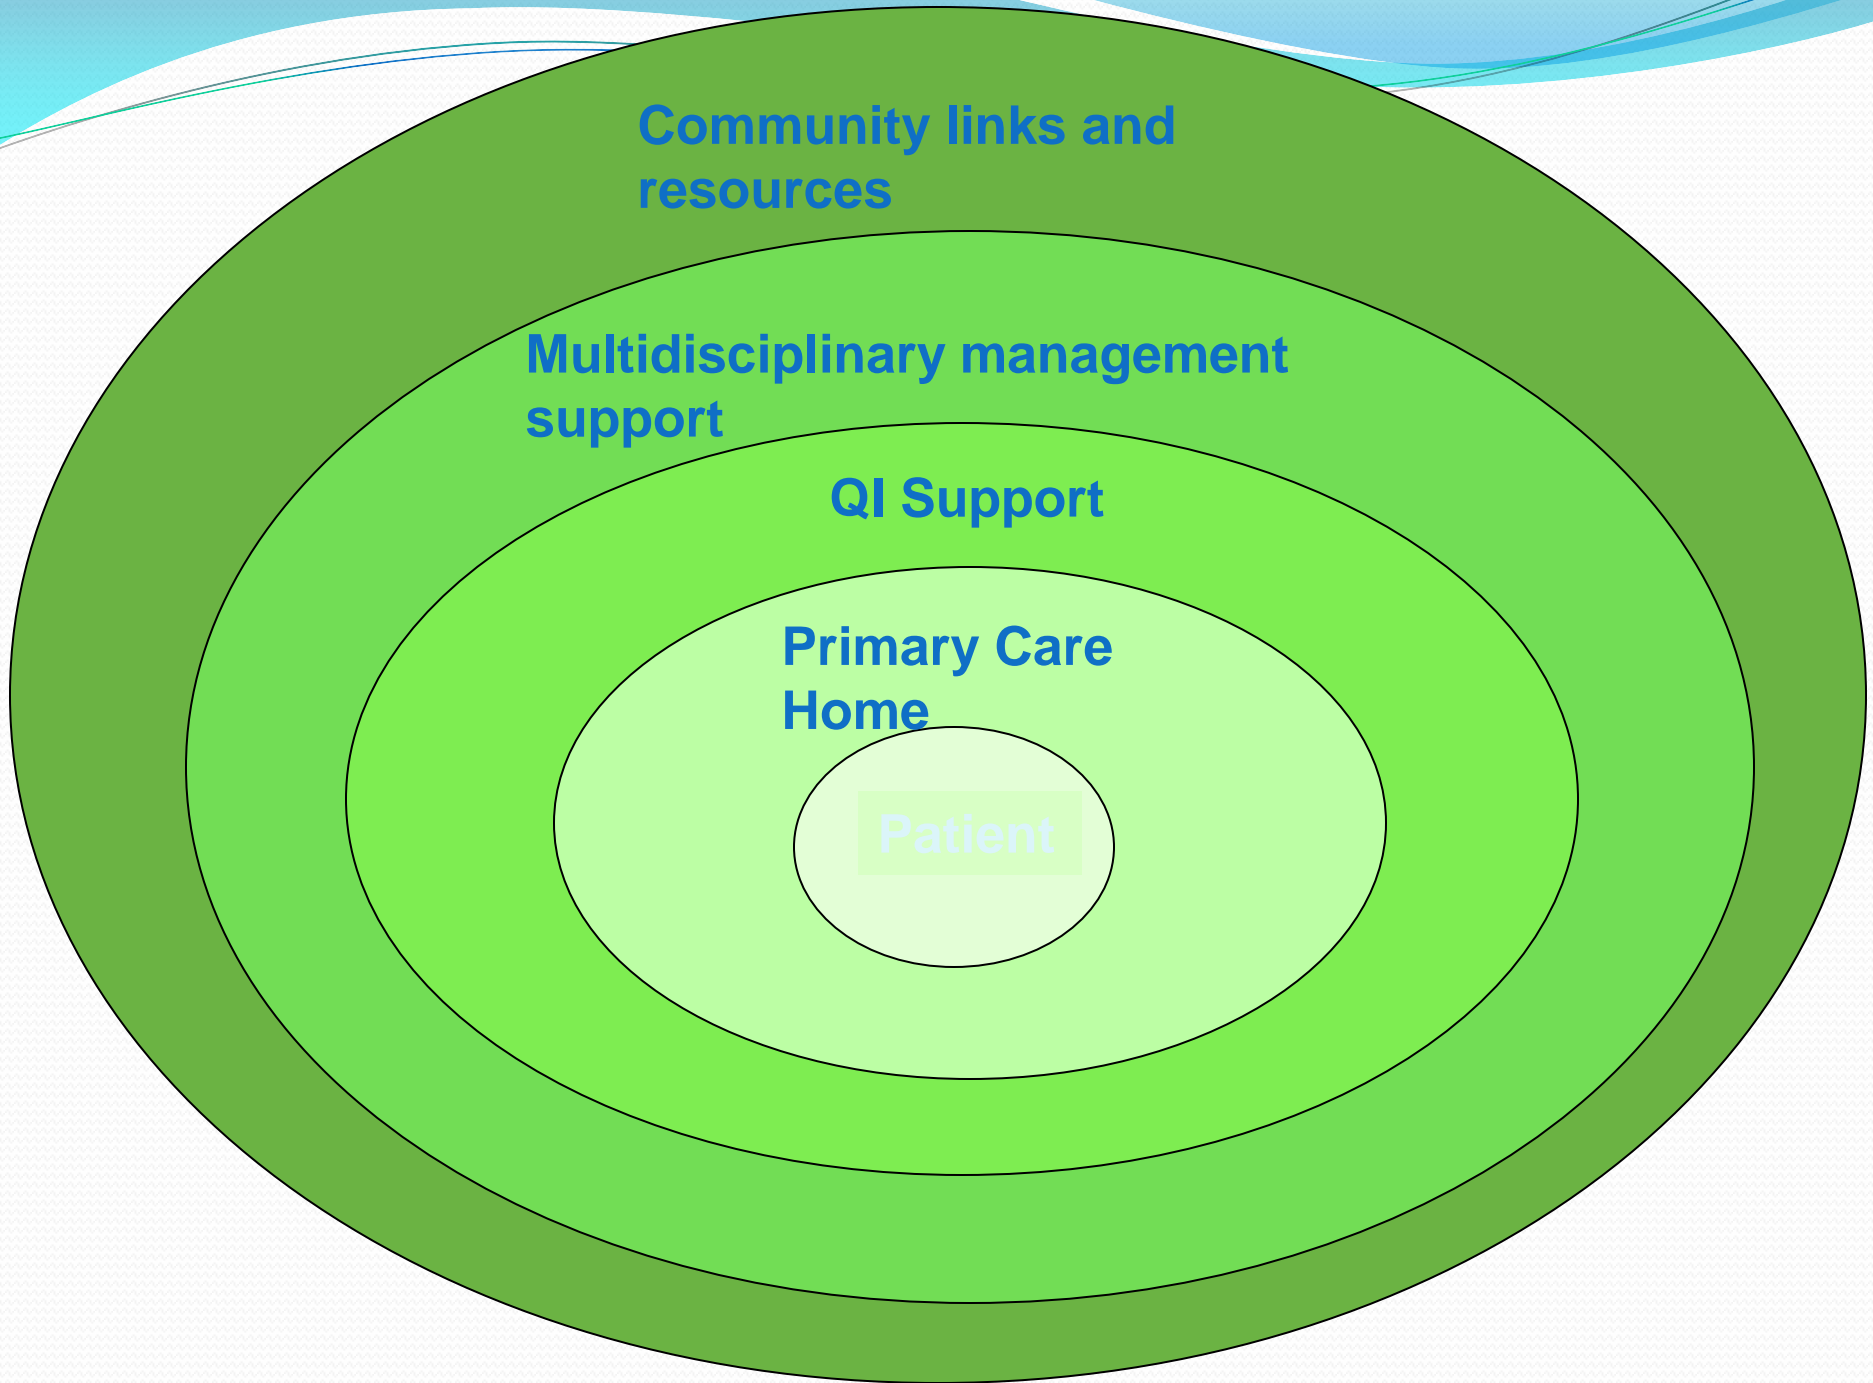 Community links and
resources
Multidisciplinary management
support
QI Support
Primary Care
Home
Patient